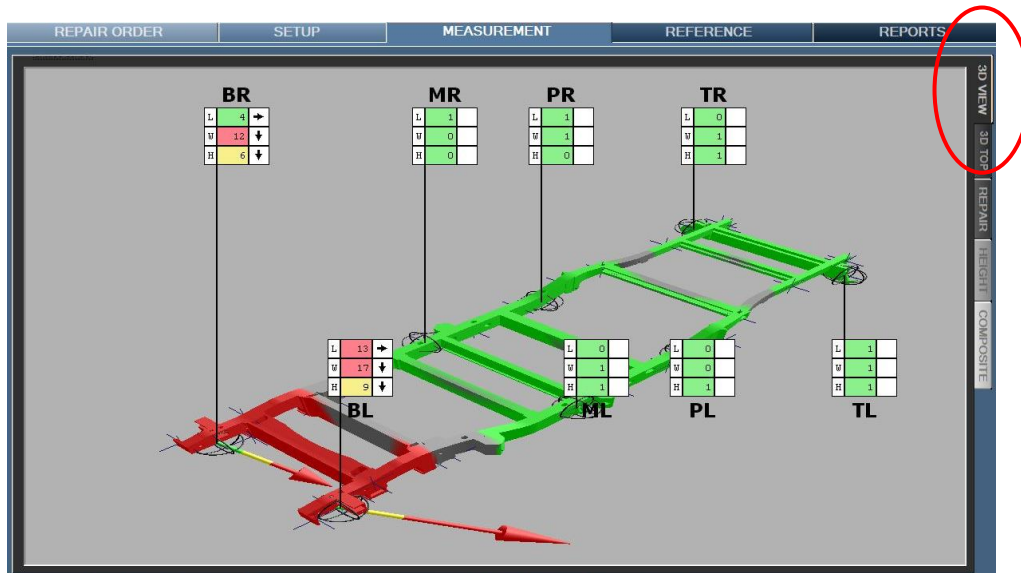 REPAIR ORDER SETUP MEASUREMENT REFERENCE REPORTS
3D VIEW
3D TOP
REPAIR
HEIGHT
COMPOSITE
BR
L 4
W 12
H 6
MR
L 1
W 0
H 0
PR
L 1
W 1
H 0
TR
L 0
W 1
H 1
L 13
W 17
H 9
BL
L 0
W 1
H 1
ML
L 0
W 0
H 1
PL
L 1
W 1
H 1
TL